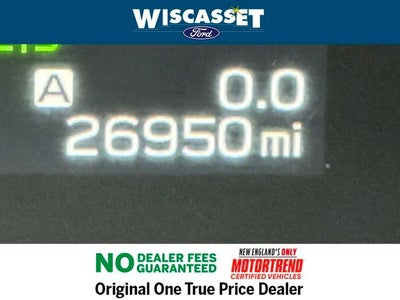 WISCASSET
Ford
A 0.0
26950 mi
NO DEALER FEES GUARANTEED
NEW ENGLAND'S ONLY
MOTORTREND
CERTIFIED VEHICLES
Original One True Price Dealer